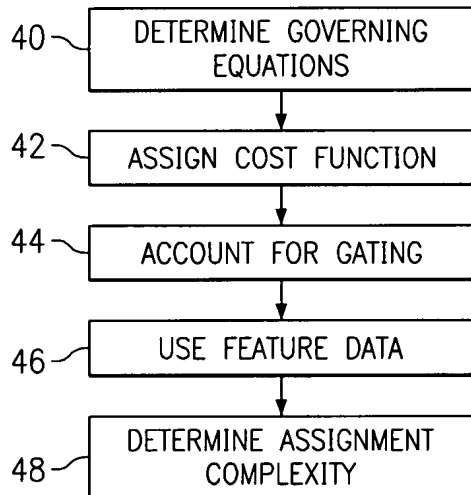 40
DETERMINE GOVERNING
EQUATIONS
42
ASSIGN COST FUNCTION
44
ACCOUNT FOR GATING
46
USE FEATURE DATA
48
DETERMINE ASSIGNMENT
COMPLEXITY